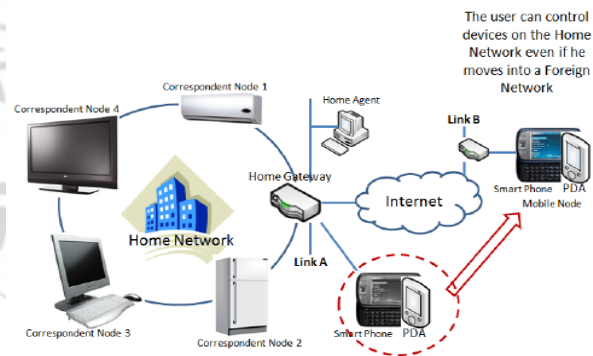 The user can control
devices on the Home
Network even if he
moves into a Foreign
Network
Correspondent Node 1
Home Agent
Correspondent Node 4
Link B
Home Gateway
Internet
Smart Phone
PDA
Mobile Node
Home Network
Link A
Correspondent Node 3
Correspondent Node 2
Smart Phone
PDA